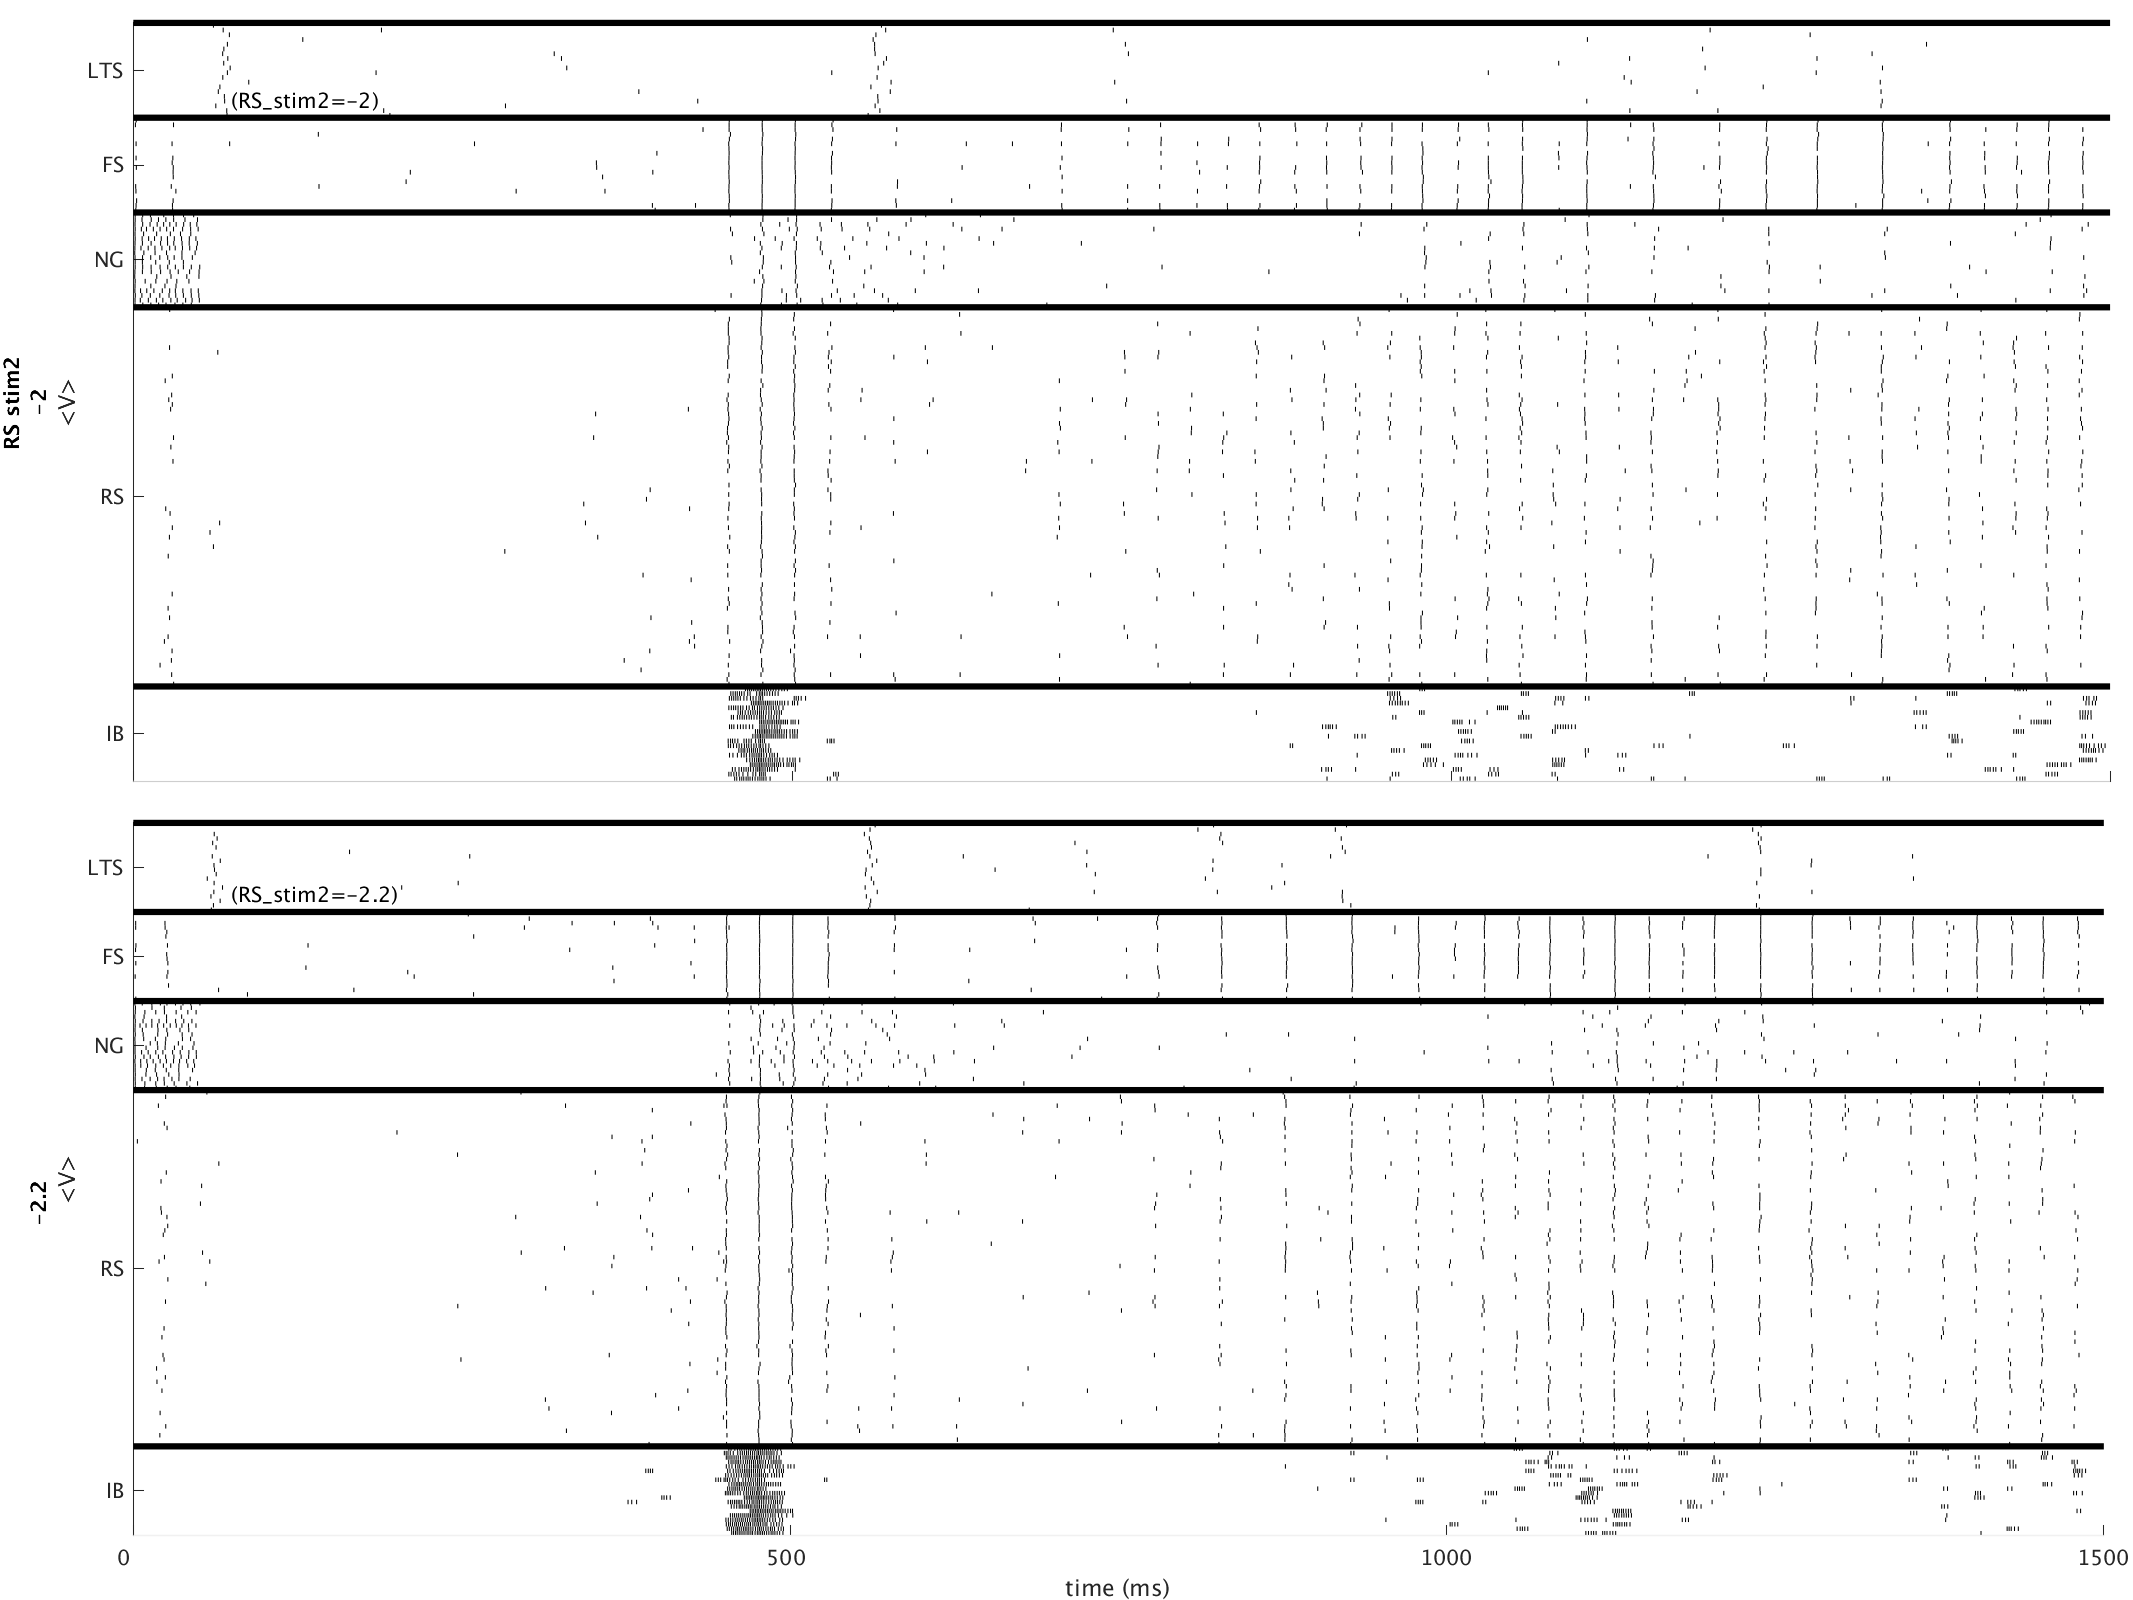 LTS
(RS_stim2=-2)
FS
NG
RS stim2
-2
<V>
RS
IB
LTS
(RS_stim2=-2.2)
FS
NG
-2.2
<V>
RS
IB
0 500 1000 1500
time (ms)